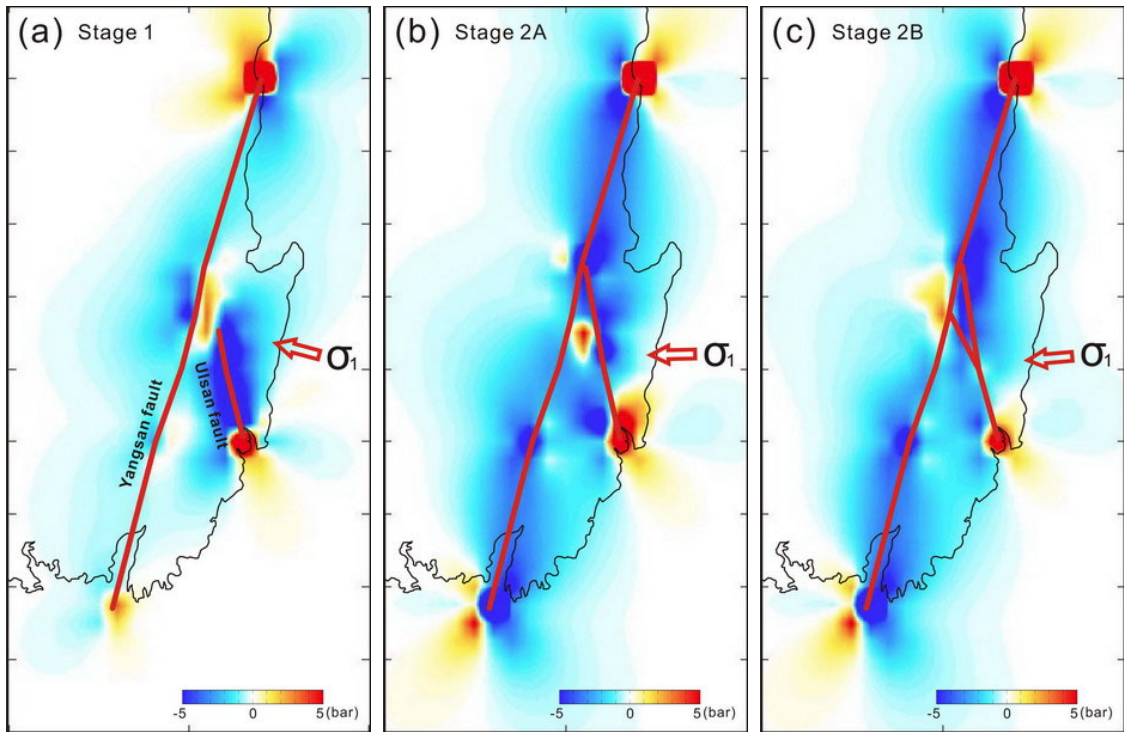 (a) Stage 1
Yangsan fault
Ulsan fault
σ1
-5 0 5 (bar)
(b) Stage 2A
σ1
-5 0 5 (bar)
(c) Stage 2B
σ1
-5 0 5 (bar)